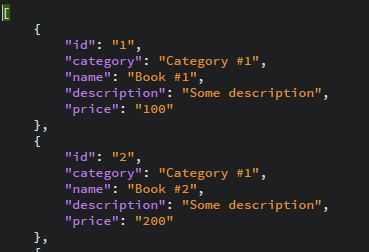 [
{
"id": "1",
"category": "Category #1",
"name": "Book #1",
"description": "Some description",
"price": "100"
},
{
"id": "2",
"category": "Category #1",
"name": "Book #2",
"description": "Some description",
"price": "200"
},